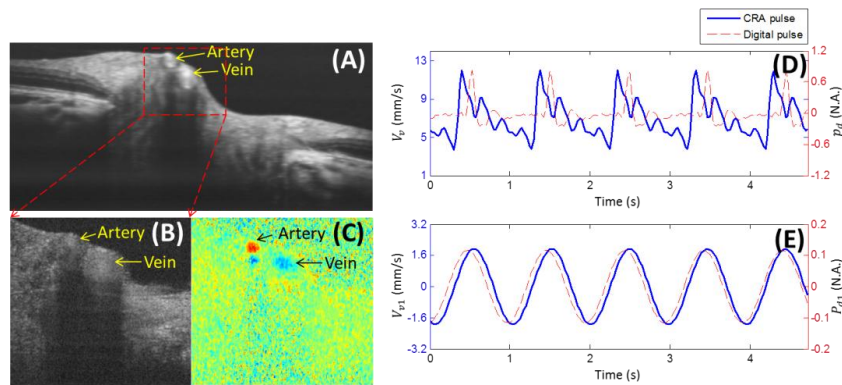 Artery
(A)
Vein
Artery
(B)
Vein
Artery
(C)
Vein
CRA pulse
Digital pulse
(D)
13
9
5
1
V_v (mm/s)
1.2
0.6
0
-0.6
-1.2
p_d (N.A.)
0 1 2 3 4
Time (s)
(E)
3.2
1.6
0
-1.6
-3.2
V_v1 (mm/s)
0.2
0.1
0
-0.1
-0.2
P_d1 (N.A.)
0 1 2 3 4
Time (s)